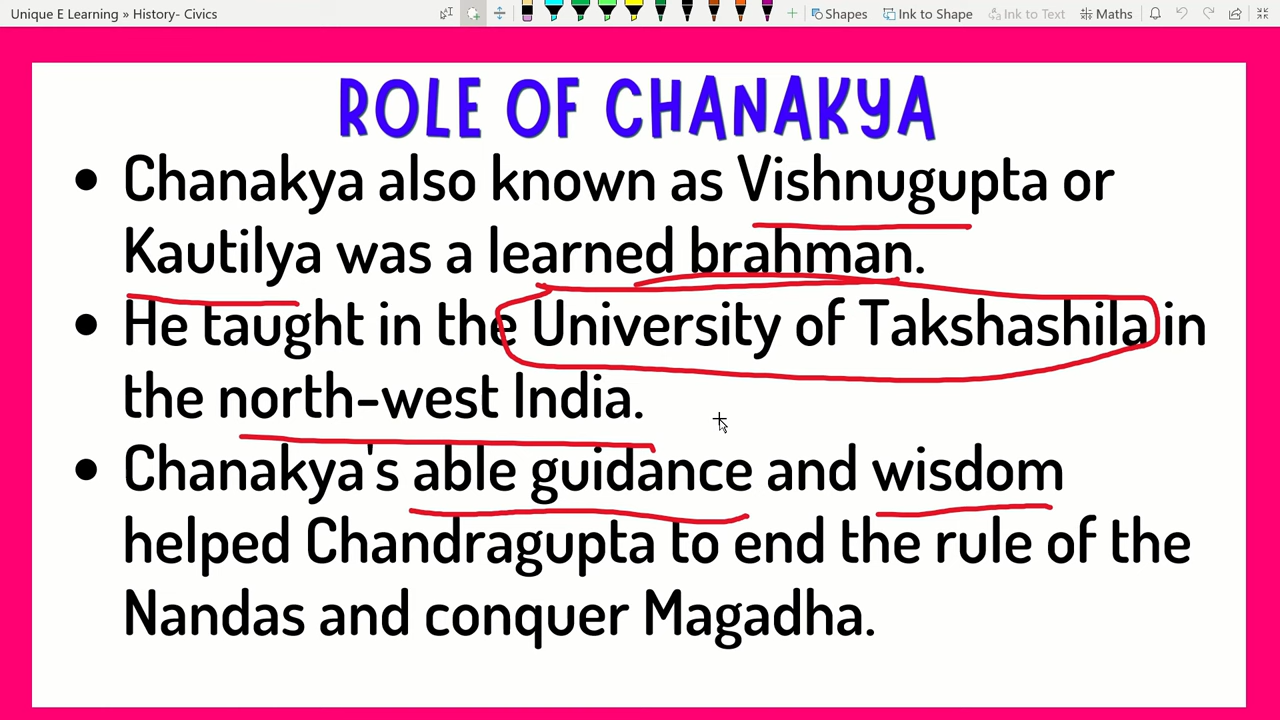 Unique E Learning » History- Civics
Shapes Ink to Shape Ink to Text Maths
ROLE OF CHANAKYA
• Chanakya also known as Vishnugupta or
Kautilya was a learned brahman.
• He taught in the University of Takshashila in
the north-west India.
• Chanakya's able guidance and wisdom
helped Chandragupta to end the rule of the
Nandas and conquer Magadha.